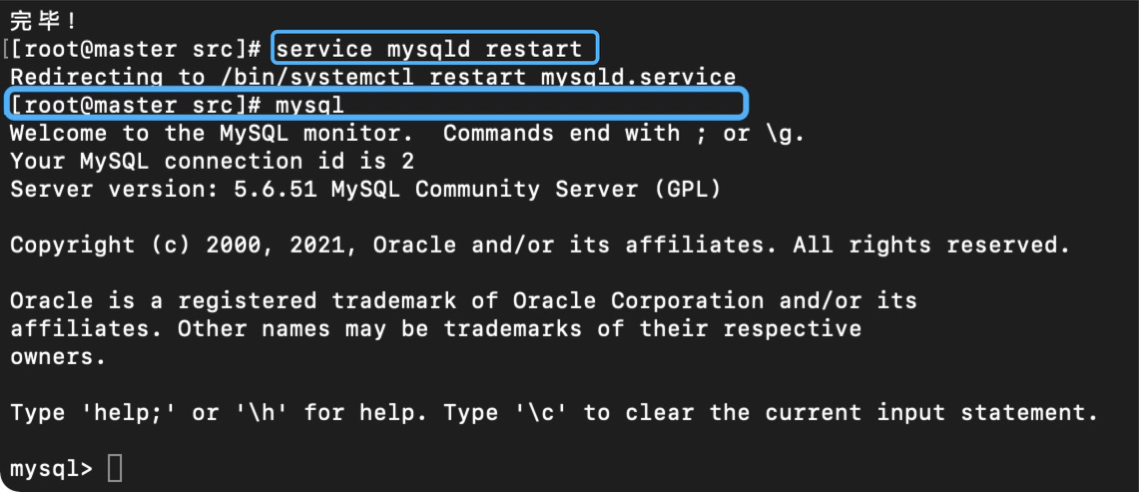 完毕！
[[root@master src]# service mysqld restart
Redirecting to /bin/systemctl restart mysqld.service
[root@master src]# mysql
Welcome to the MySQL monitor.  Commands end with ; or \g.
Your MySQL connection id is 2
Server version: 5.6.51 MySQL Community Server (GPL)
Copyright (c) 2000, 2021, Oracle and/or its affiliates. All rights reserved.
Oracle is a registered trademark of Oracle Corporation and/or its
affiliates. Other names may be trademarks of their respective
owners.
Type 'help;' or '\h' for help. Type '\c' to clear the current input statement.
mysql>